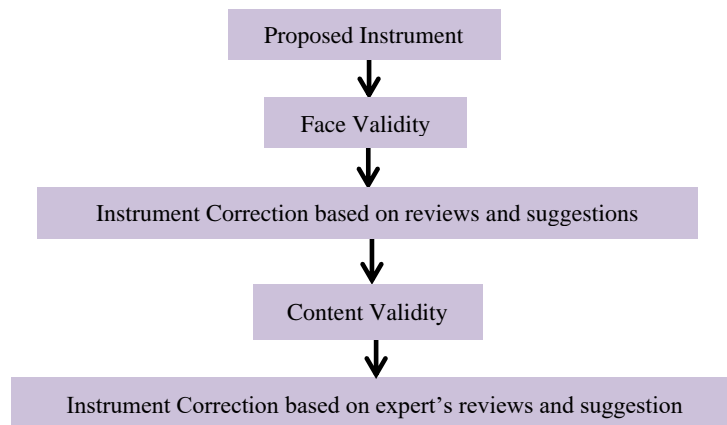 Proposed Instrument
Face Validity
Instrument Correction based on reviews and suggestions
Content Validity
Instrument Correction based on expert’s reviews and suggestion